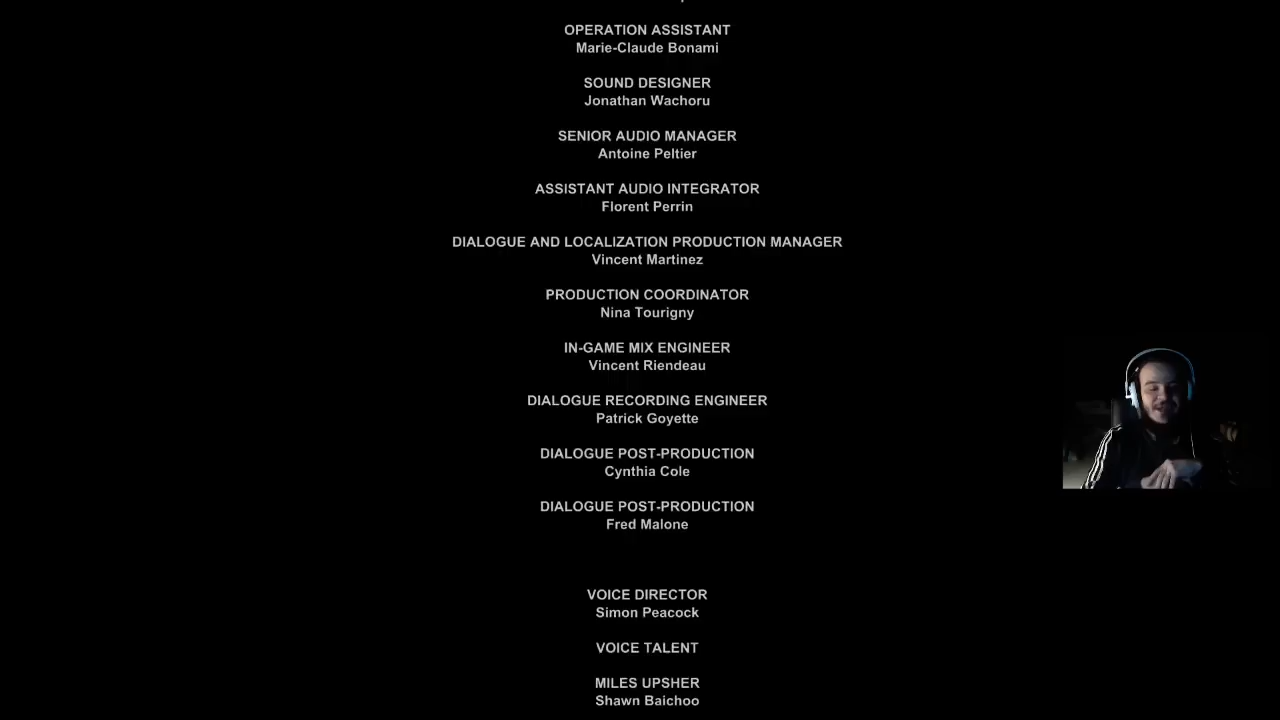 OPERATION ASSISTANT
Marie-Claude Bonami
SOUND DESIGNER
Jonathan Wachoru
SENIOR AUDIO MANAGER
Antoine Peltier
ASSISTANT AUDIO INTEGRATOR
Florent Perrin
DIALOGUE AND LOCALIZATION PRODUCTION MANAGER
Vincent Martinez
PRODUCTION COORDINATOR
Nina Tourigny
IN-GAME MIX ENGINEER
Vincent Riendeau
DIALOGUE RECORDING ENGINEER
Patrick Goyette
DIALOGUE POST-PRODUCTION
Cynthia Cole
DIALOGUE POST-PRODUCTION
Fred Malone
VOICE DIRECTOR
Simon Peacock
VOICE TALENT
MILES UPSHER
Shawn Baichoo